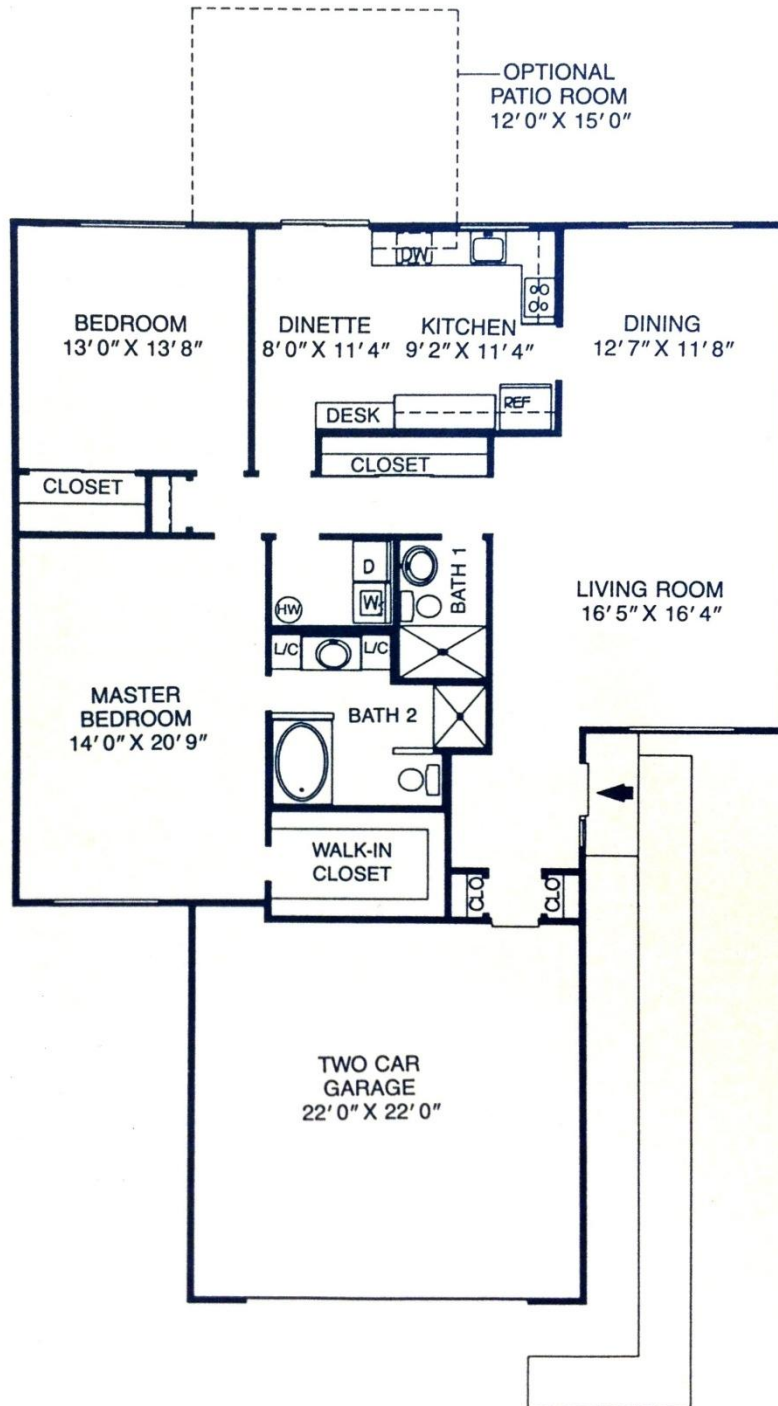 OPTIONAL
PATIO ROOM
12'0" X 15'0"
BEDROOM
13'0" X 13'8"
DINETTE
8'0" X 11'4"
DW
KITCHEN
9'2" X 11'4"
DINING
12'7" X 11'8"
DESK
REF
CLOSET
CLOSET
D
W
HW
BATH 1
LIVING ROOM
16'5" X 16'4"
L/C
L/C
MASTER
BEDROOM
14'0" X 20'9"
BATH 2
WALK-IN
CLOSET
CLO
CLO
TWO CAR
GARAGE
22'0" X 22'0"